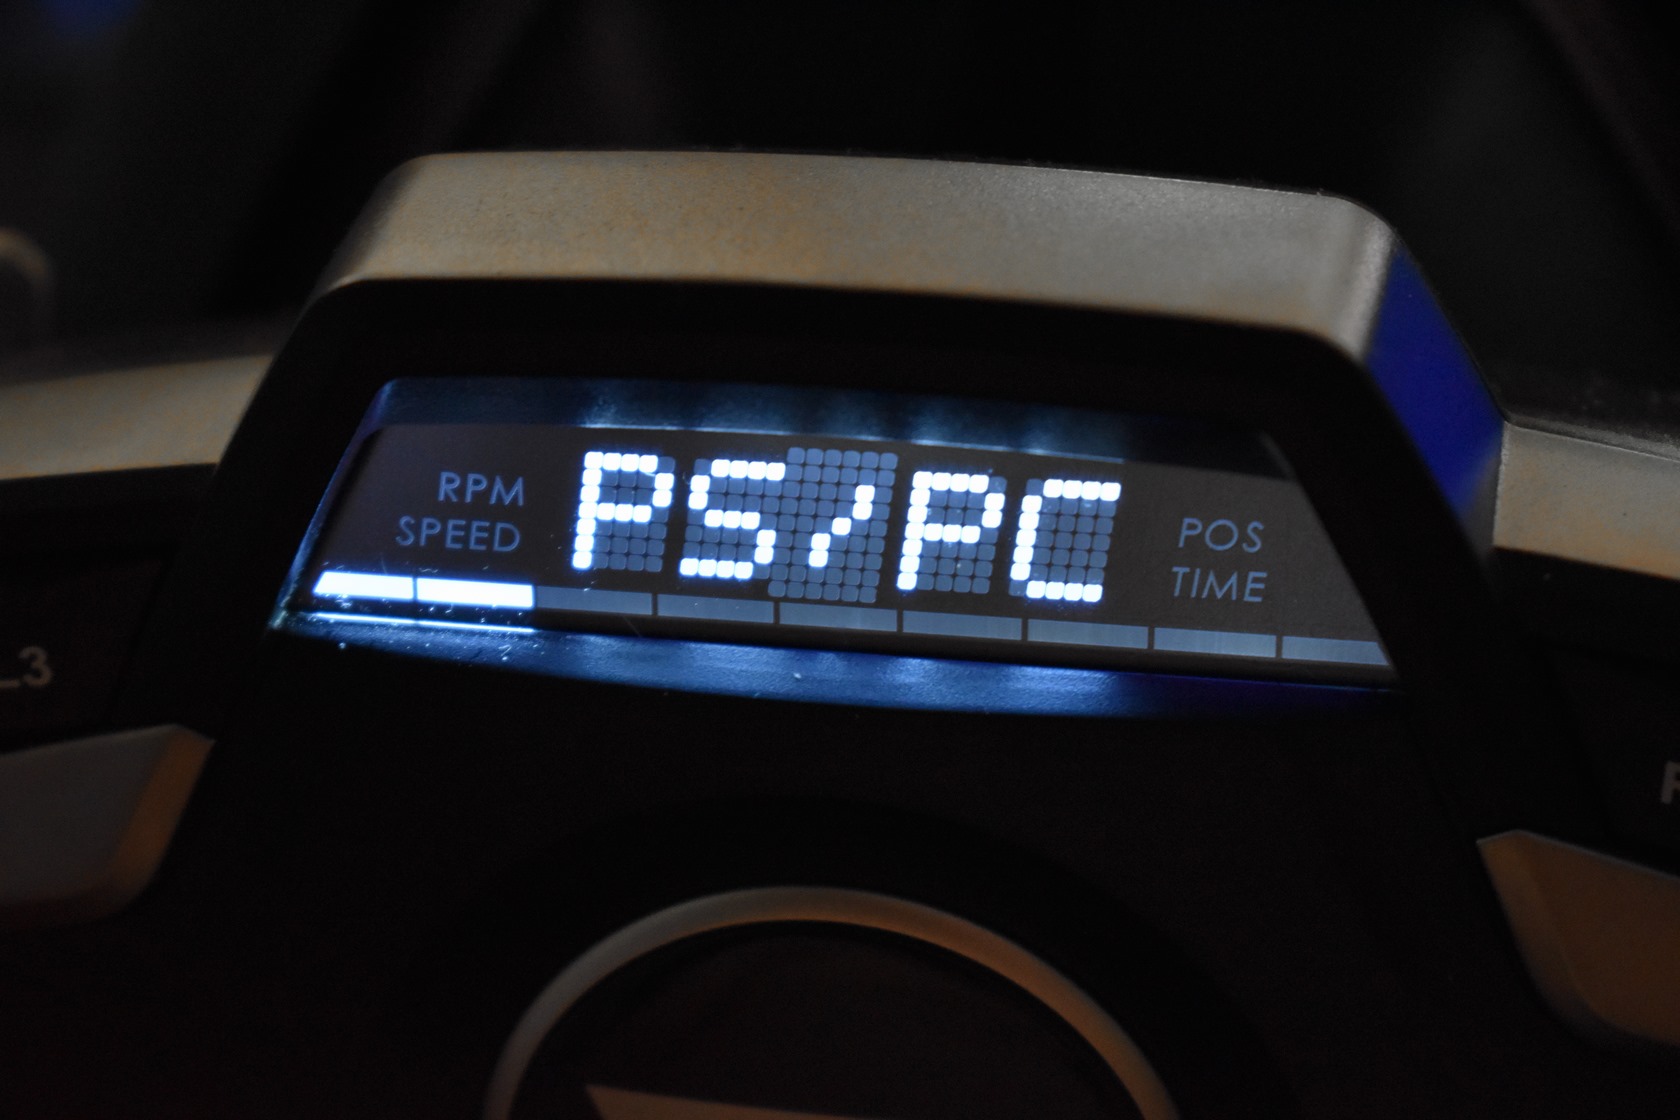 RPM
SPEED
PS/PC
POS
TIME
L3